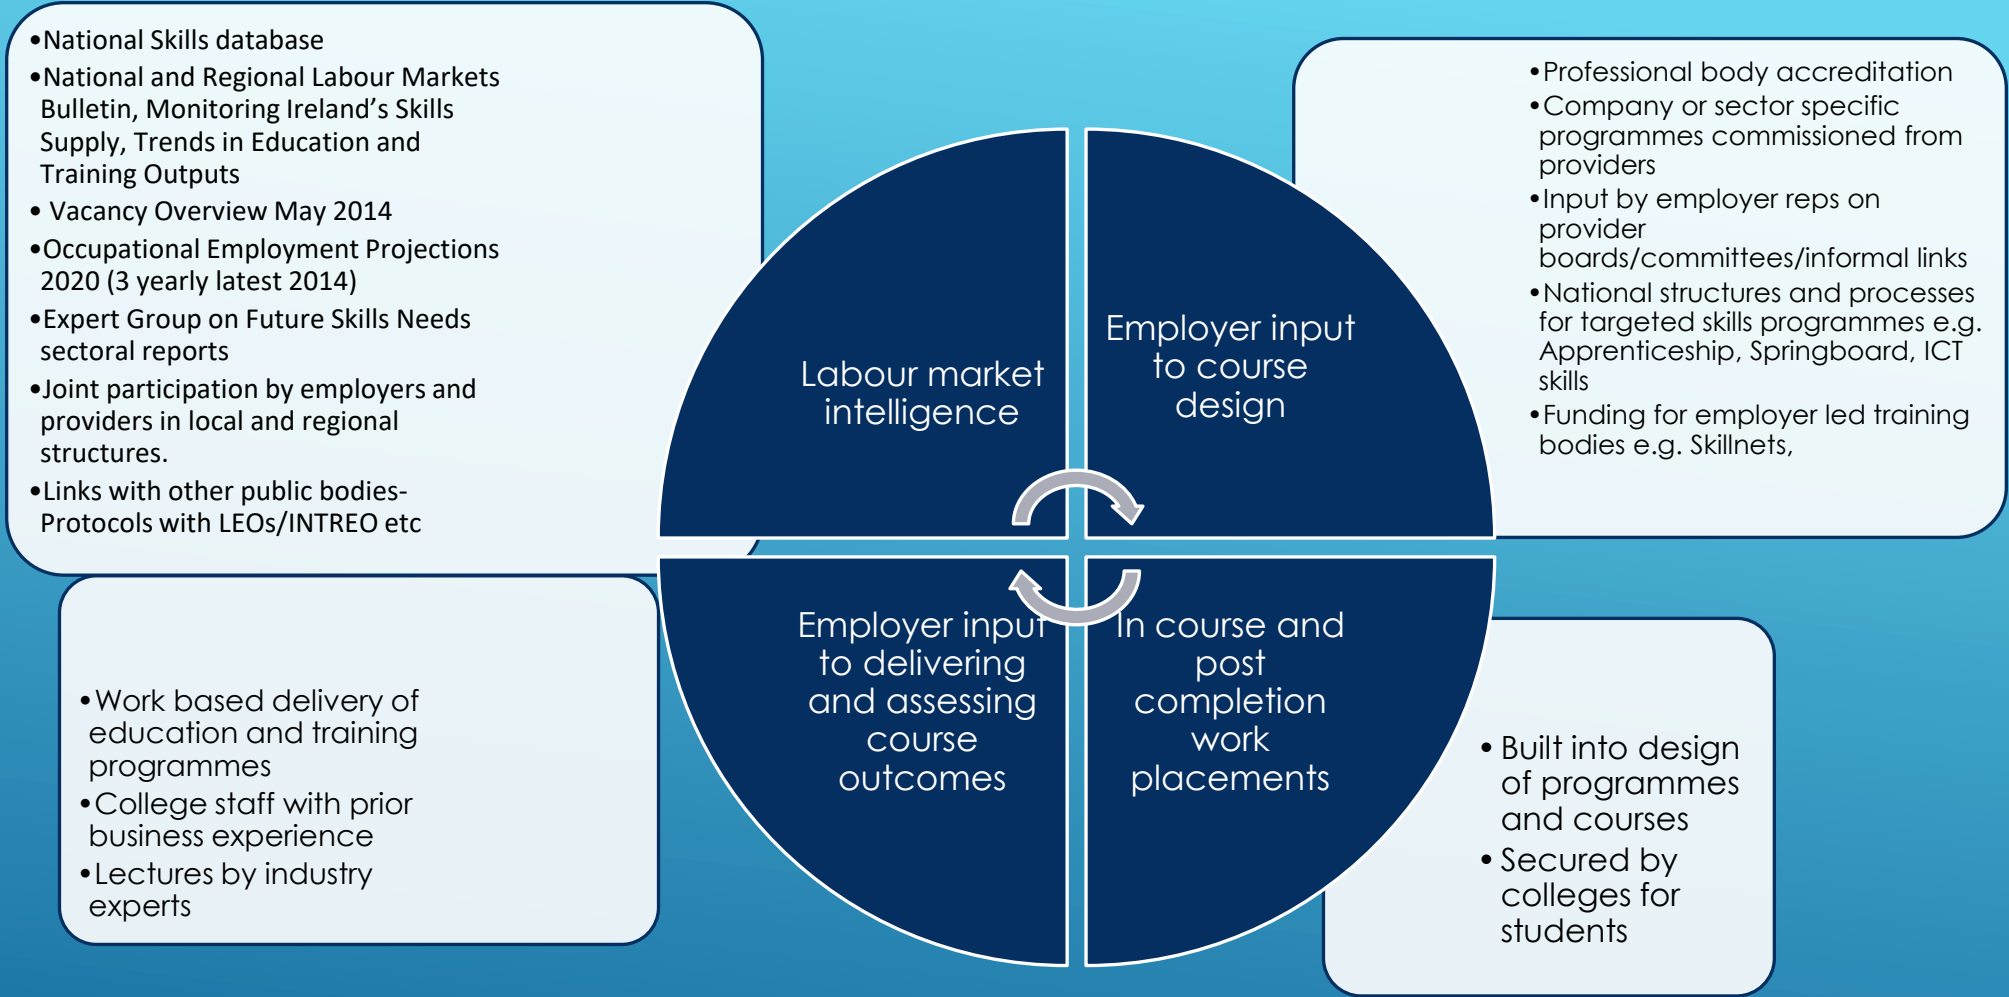 •National Skills database
•National and Regional Labour Markets
Bulletin, Monitoring Ireland’s Skills
Supply, Trends in Education and
Training Outputs
• Vacancy Overview May 2014
•Occupational Employment Projections
2020 (3 yearly latest 2014)
•Expert Group on Future Skills Needs
sectoral reports
•Joint participation by employers and
providers in local and regional
structures.
•Links with other public bodies-
Protocols with LEOs/INTREO etc
Labour market
intelligence
Employer input
to course
design
•Professional body accreditation
•Company or sector specific
programmes commissioned from
providers
•Input by employer reps on
provider
boards/committees/informal links
•National structures and processes
for targeted skills programmes e.g.
Apprenticeship, Springboard, ICT
skills
•Funding for employer led training
bodies e.g. Skillnets,
•Work based delivery of
education and training
programmes
•College staff with prior
business experience
•Lectures by industry
experts
Employer input
to delivering
and assessing
course
outcomes
In course and
post
completion
work
placements
• Built into design
of programmes
and courses
• Secured by
colleges for
students